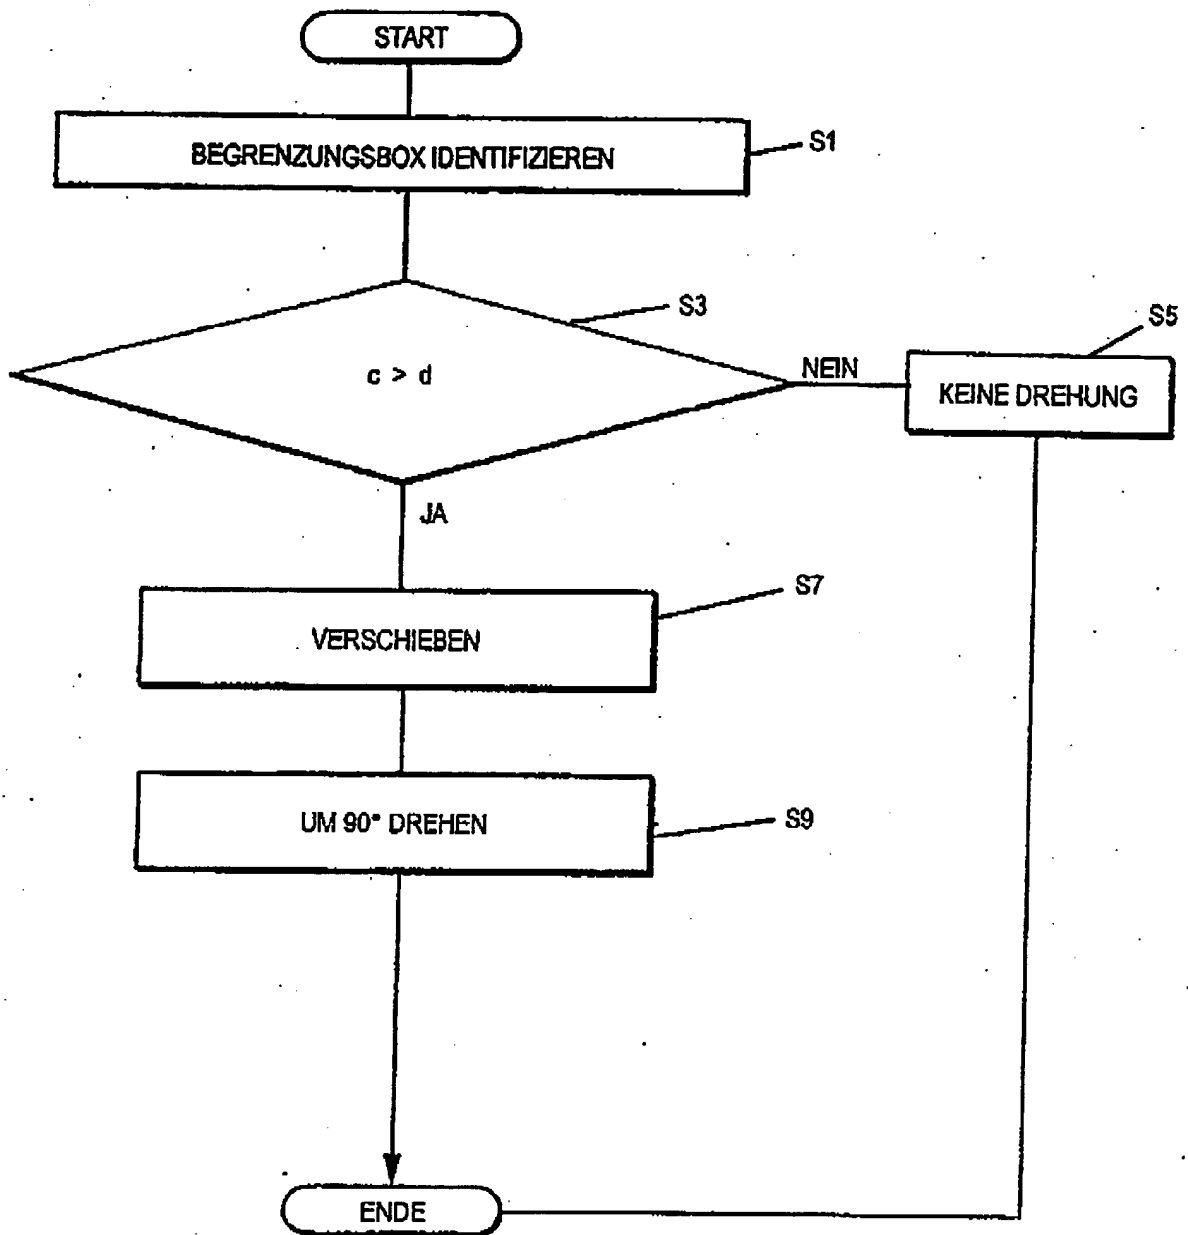 START
BEGRENZUNGSBOX IDENTIFIZIEREN
S1
S3
c > d
NEIN
S5
KEINE DREHUNG
JA
S7
VERSCHIEBEN
UM 90° DREHEN
S9
ENDE